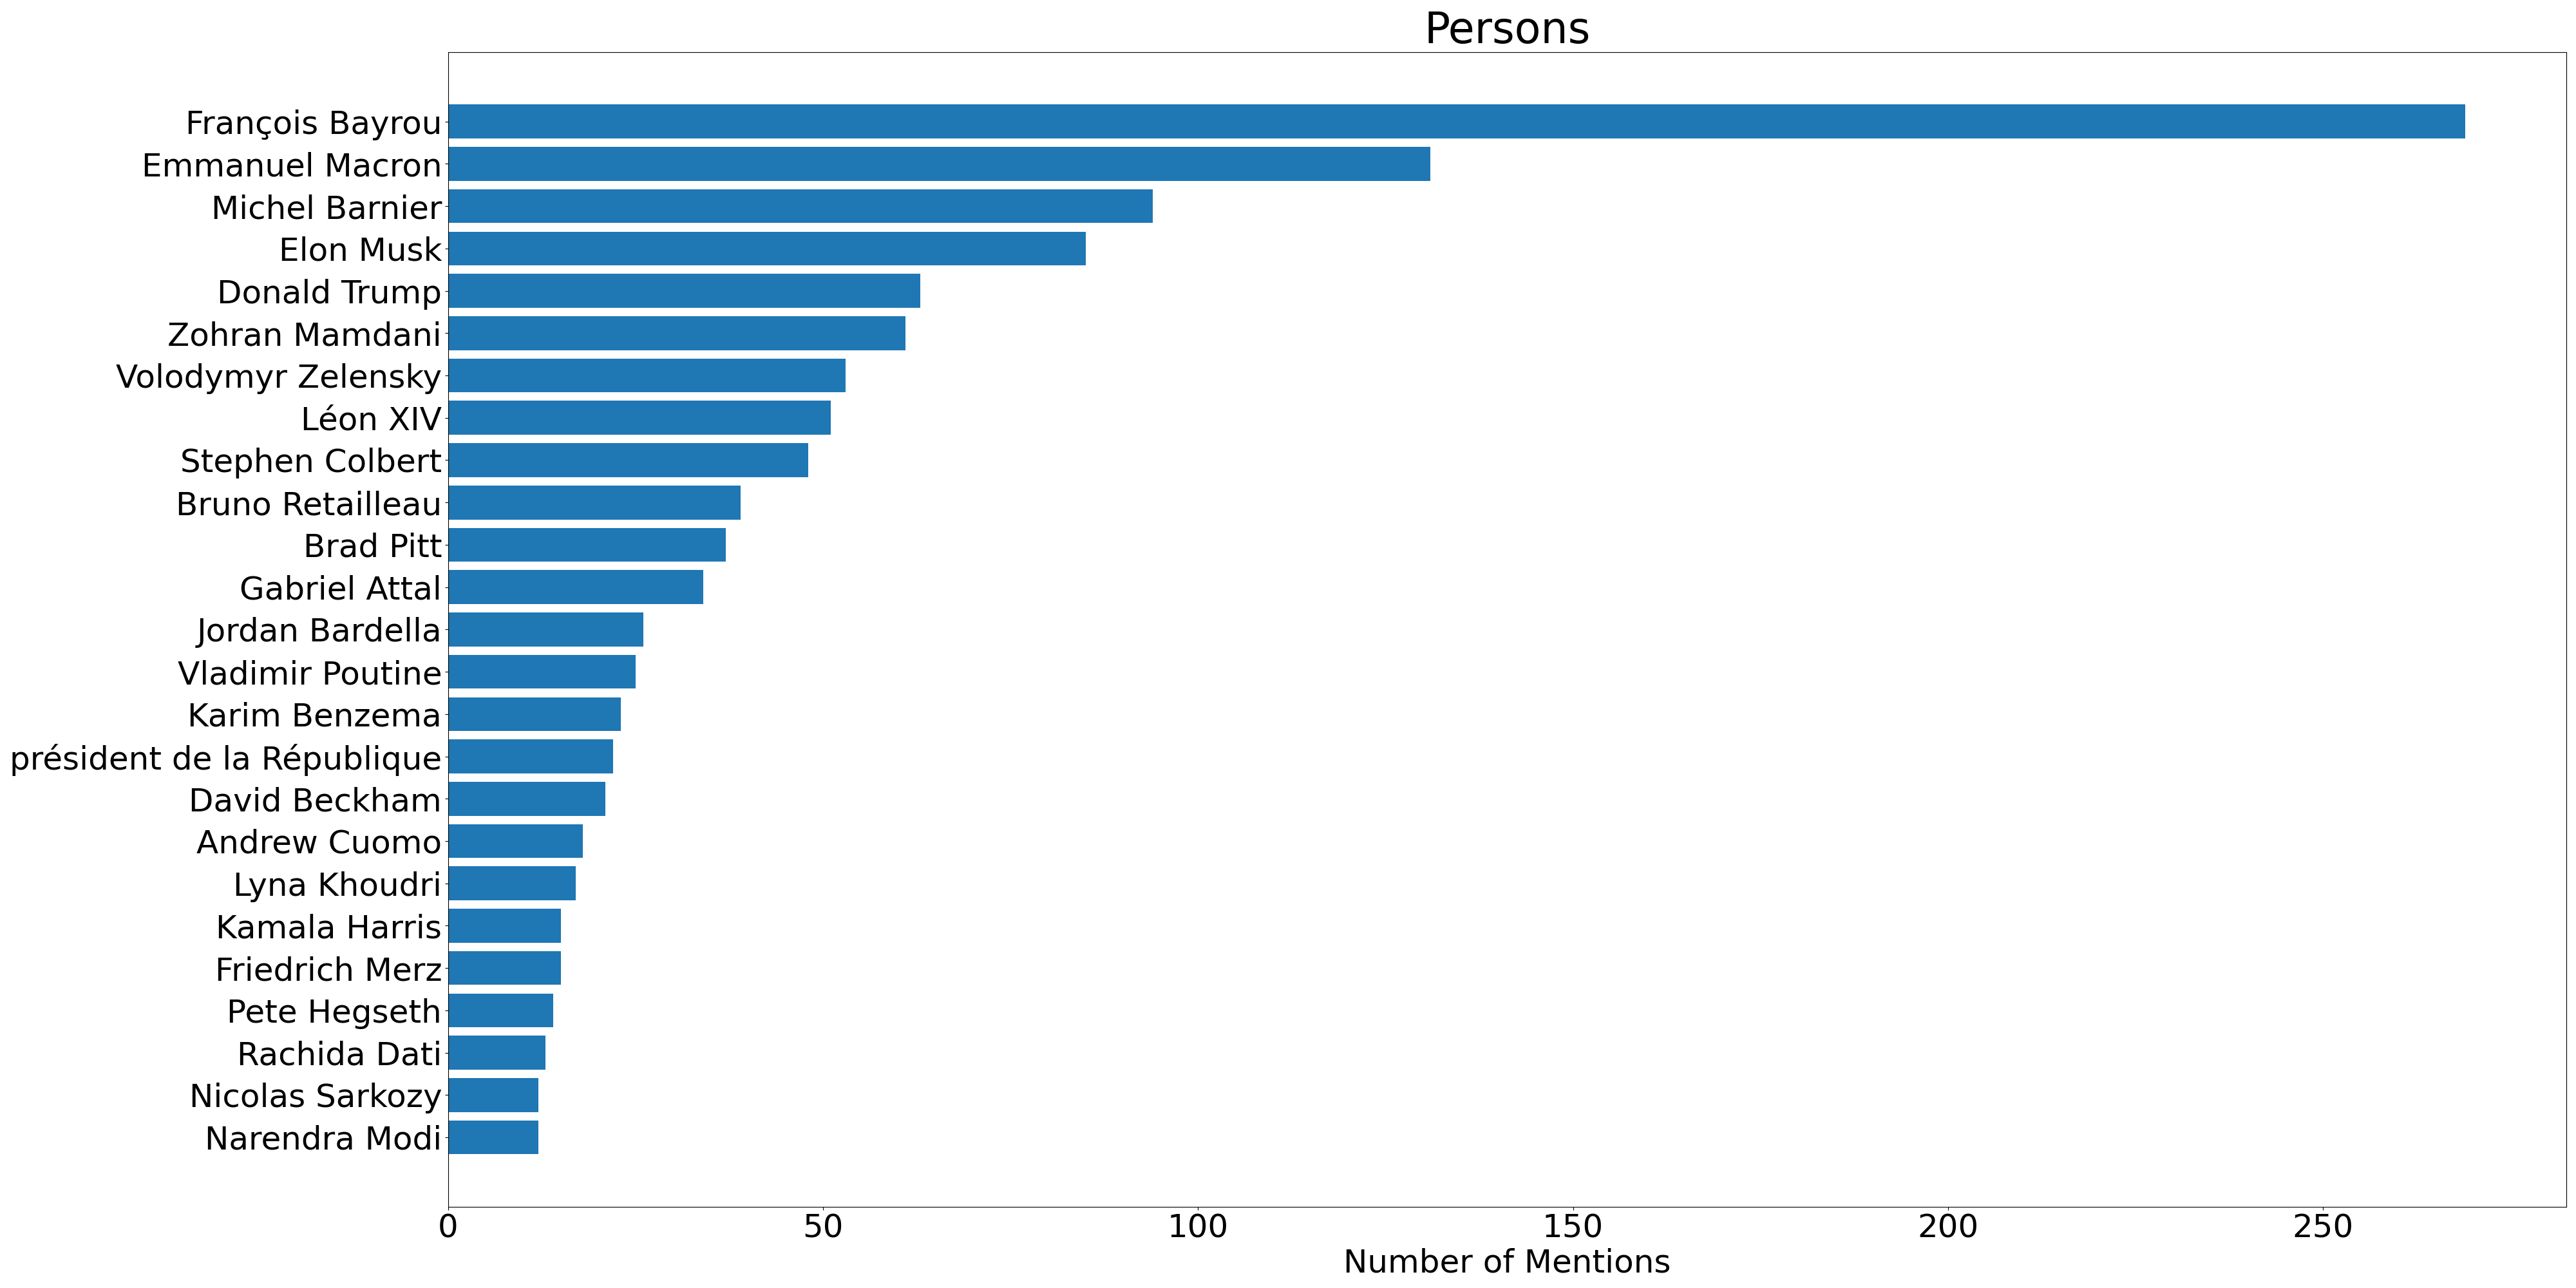 Persons
François Bayrou
Emmanuel Macron
Michel Barnier
Elon Musk
Donald Trump
Zohran Mamdani
Volodymyr Zelensky
Léon XIV
Stephen Colbert
Bruno Retailleau
Brad Pitt
Gabriel Attal
Jordan Bardella
Vladimir Poutine
Karim Benzema
président de la République
David Beckham
Andrew Cuomo
Lyna Khoudri
Kamala Harris
Friedrich Merz
Pete Hegseth
Rachida Dati
Nicolas Sarkozy
Narendra Modi
0 50 100 150 200 250
Number of Mentions